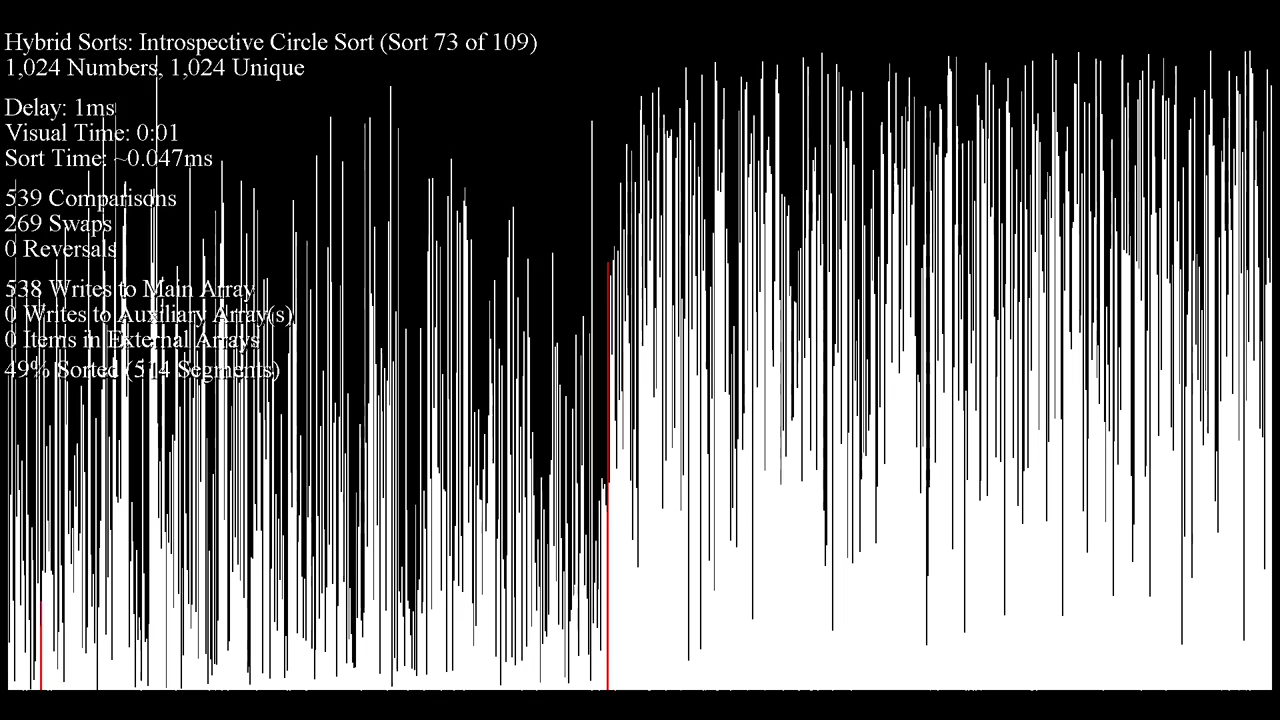 Hybrid Sorts: Introspective Circle Sort (Sort 73 of 109)
1,024 Numbers, 1,024 Unique
Delay: 1ms
Visual Time: 0:01
Sort Time: ~0.047ms
539 Comparisons
269 Swaps
0 Reversals
538 Writes to Main Array
0 Writes to Auxiliary Array(s)
0 Items in External Arrays
49% Sorted (514 Segments)